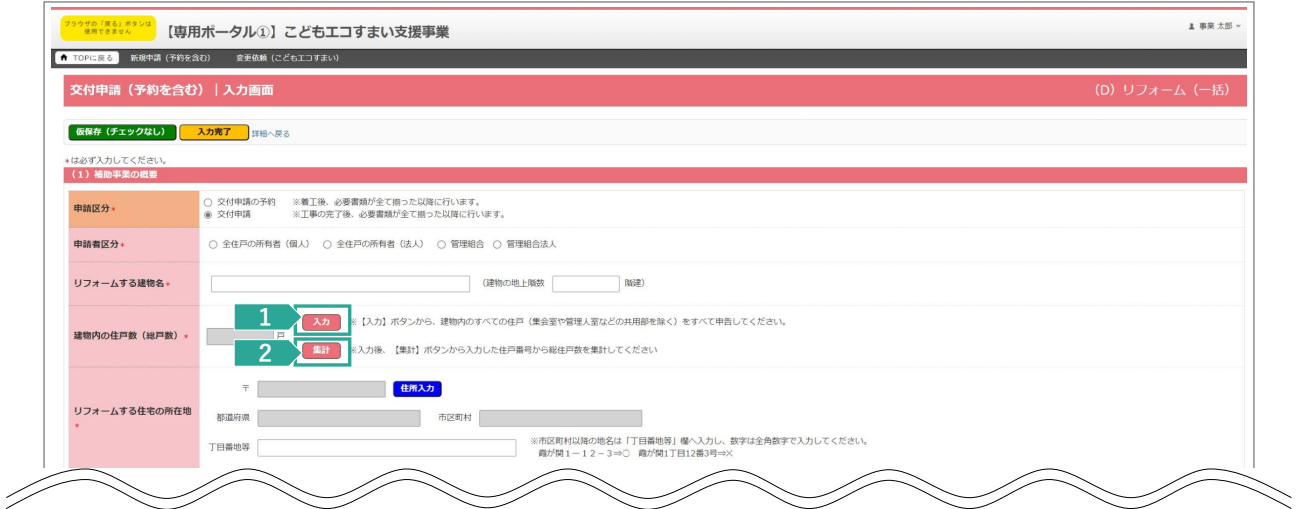 ブラウザの「戻る」ボタンは
使用できません
【専用ポータル①】こどもエコすまい支援事業
事業 太郎
TOPに戻る 新規申請（予約を含む） 変更依頼（こどもエコすまい）
交付申請（予約を含む）｜入力画面 （D）リフォーム（一括）
仮保存（チェックなし） 入力完了 詳細へ戻る
*は必ず入力してください。
（1）補助事業の概要
申請区分*
交付申請の予約 ※着工後、必要書類が全て揃った以降に行います。
交付申請 ※工事の完了後、必要書類が全て揃った以降に行います。
申請者区分* 全住戸の所有者（個人） 全住戸の所有者（法人） 管理組合 管理組合法人
リフォームする建物名* （建物の地上階数 階建）
建物内の住戸数（総戸数）* 戸
1 入力 ※【入力】ボタンから、建物内のすべての住戸（集会室や管理人室などの共用部を除く）をすべて申告してください。
2 集計 ※入力後、【集計】ボタンから入力した住戸番号から総住戸数を集計してください
リフォームする住宅の所在地
*
〒 住所入力
都道府県 市区町村
丁目番地等 ※市区町村以降の地名は「丁目番地等」欄へ入力し、数字は全角数字で入力してください。
霞が関１－１２－３⇒○ 霞が関1丁目12番3号⇒×